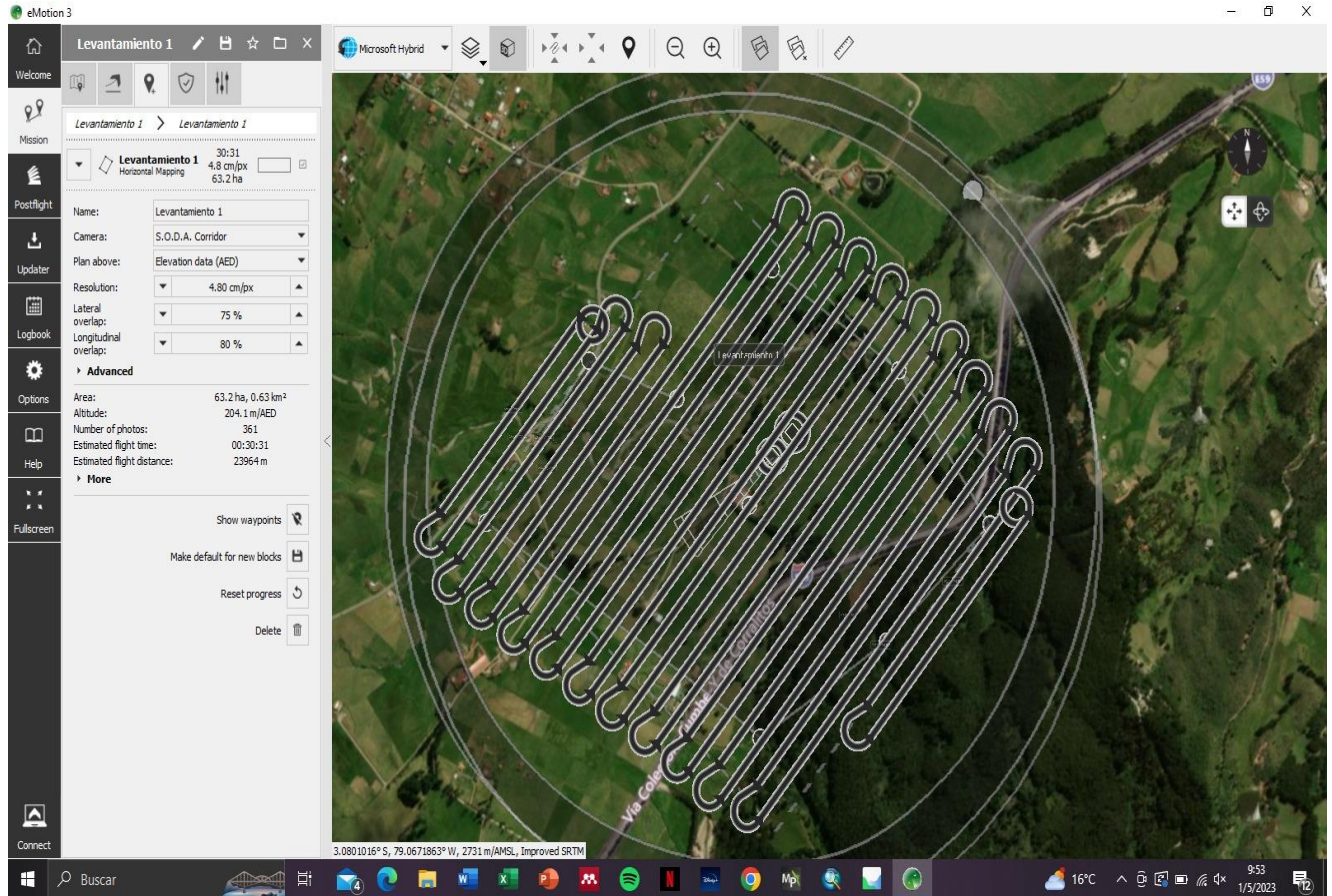 eMotion 3
Welcome
Mission
Postflight
Updater
Logbook
Options
Help
Fullscreen
Connect
Levantamiento 1
Levantamiento 1 > Levantamiento 1
Levantamiento 1
Horizontal Mapping
30:31
4.8 cm/px
63.2 ha
Name: Levantamiento 1
Camera: S.O.D.A. Corridor
Plan above: Elevation data (AED)
Resolution: 4.80 cm/px
Lateral overlap: 75 %
Longitudinal overlap: 80 %
Advanced
Area: 63.2 ha, 0.63 km²
Altitude: 204.1 m/AED
Number of photos: 361
Estimated flight time: 00:30:31
Estimated flight distance: 23964 m
More
Show waypoints
Make default for new blocks
Reset progress
Delete
Microsoft Hybrid
E59
N
Levantamiento 1
3.0801016° S, 79.0671863° W, 2731 m/AMSL, Improved SRTM
Buscar
4
16°C
9:53
1/5/2023
12